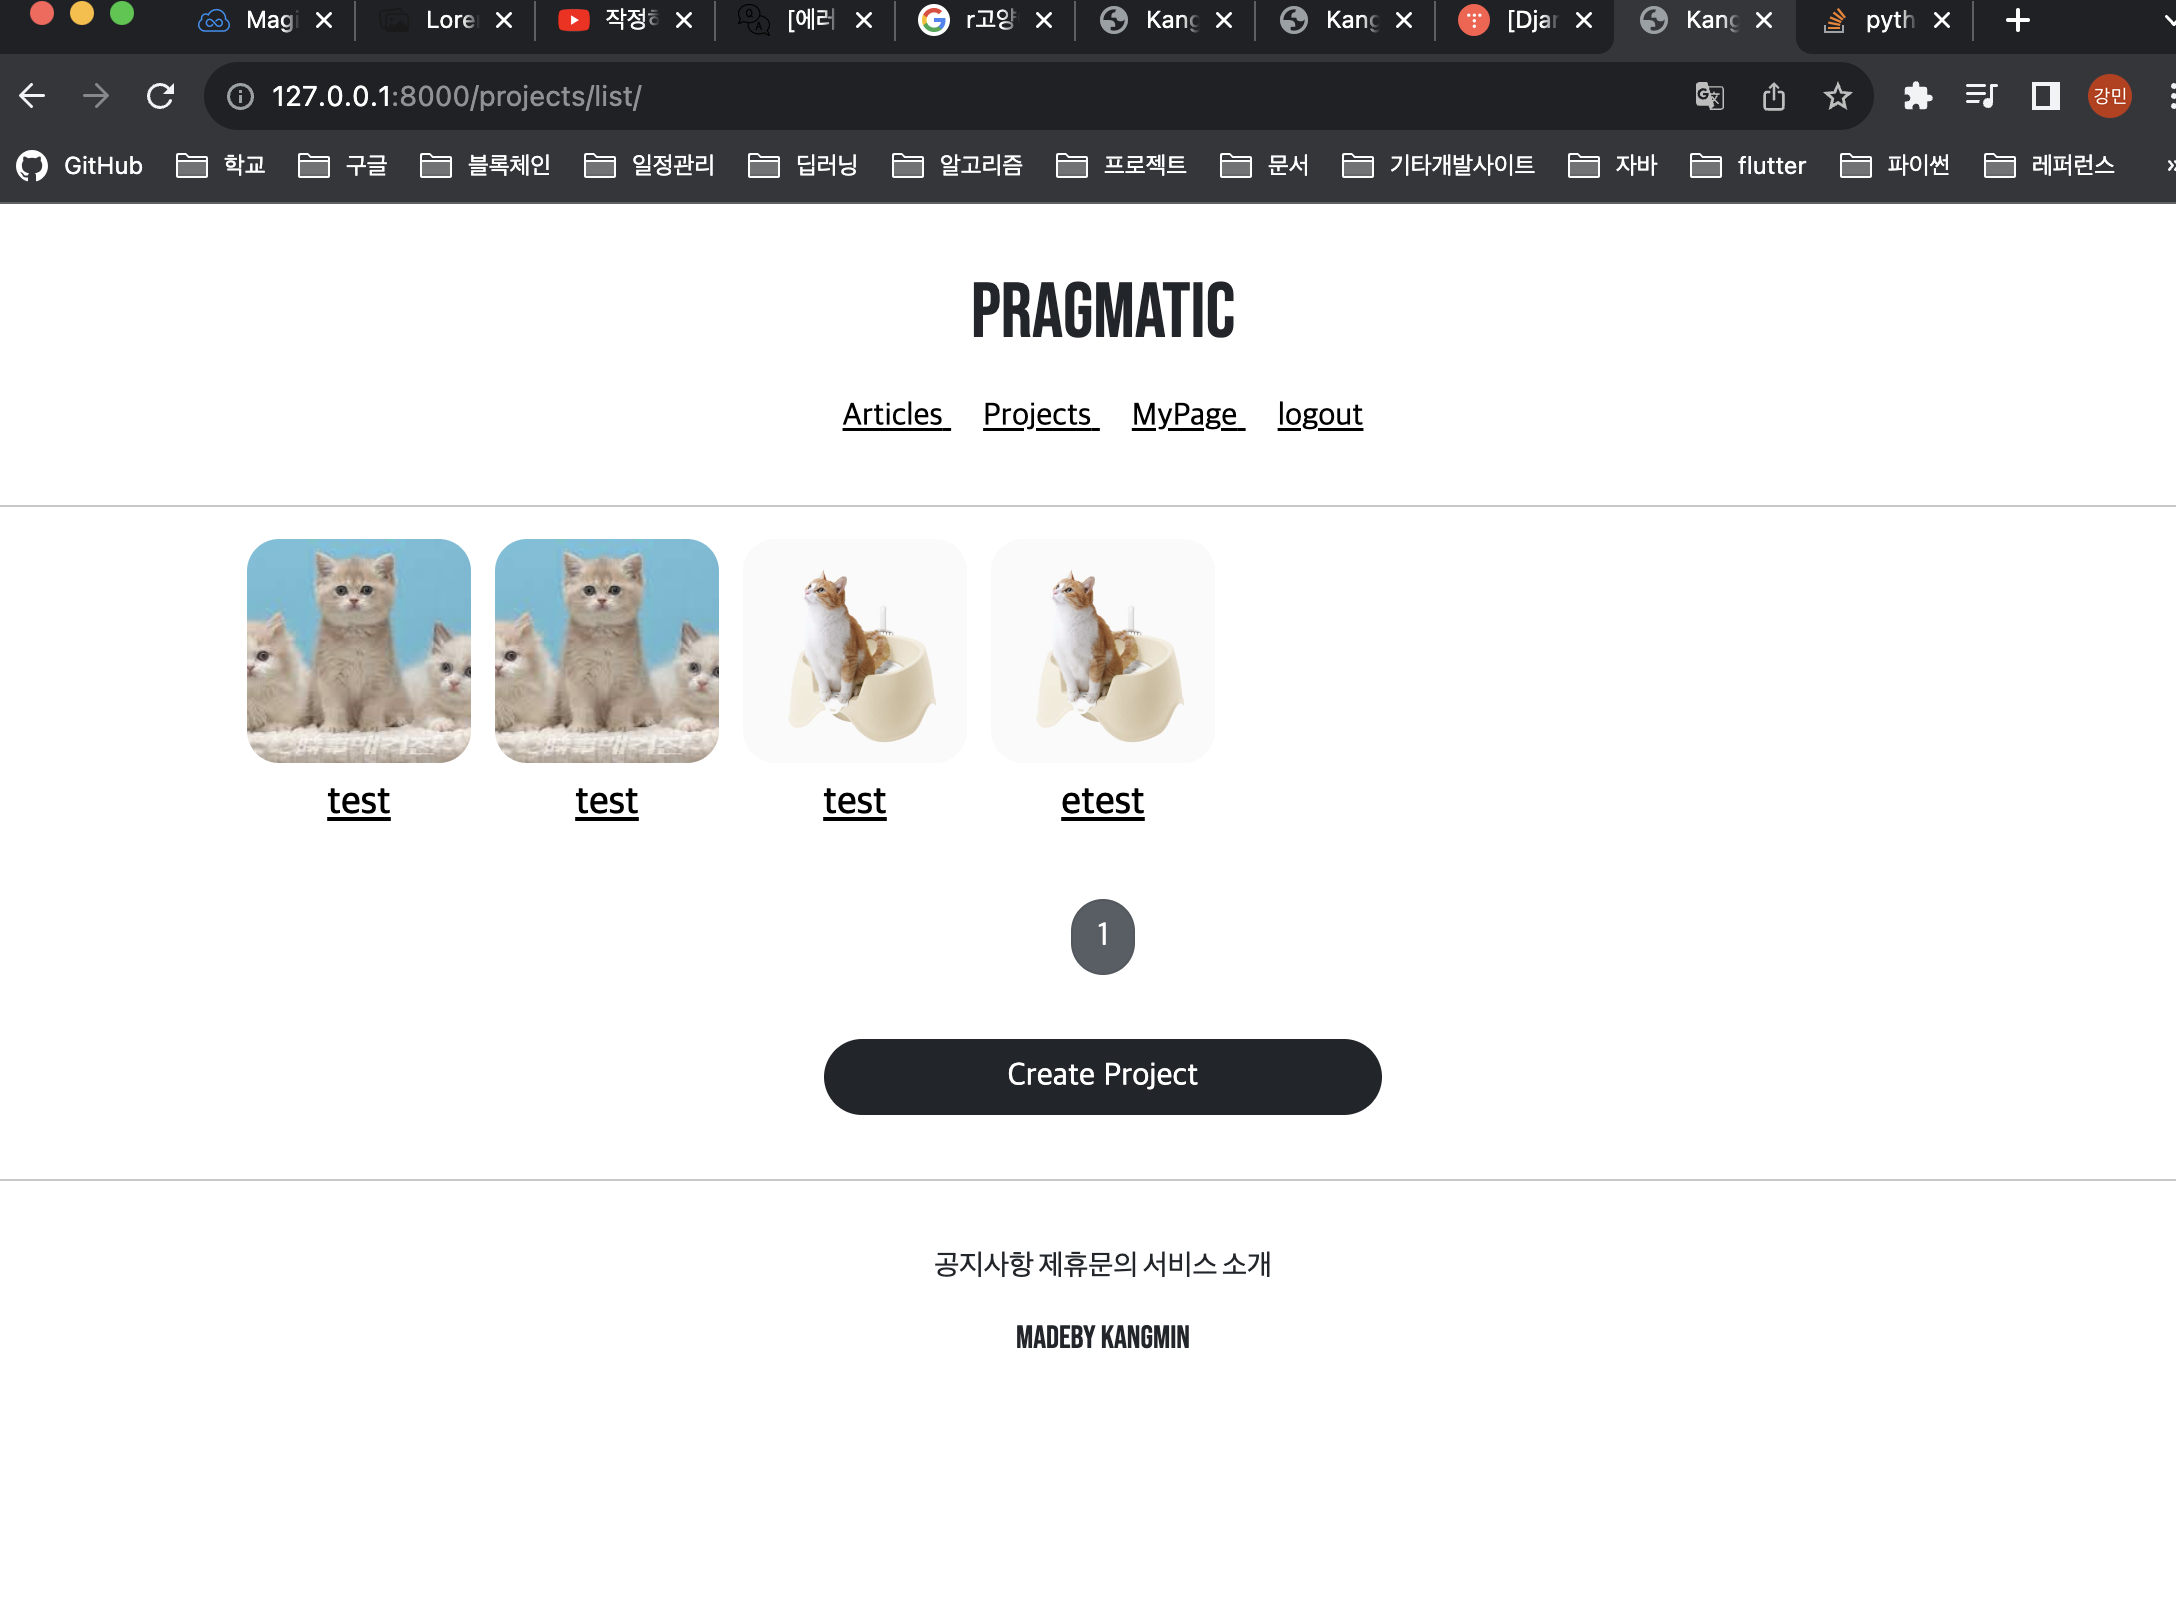 Magi Lore 작정 [에러 r고양 Kang Kang [Djan Kang pyth
127.0.0.1:8000/projects/list/ 강민
GitHub 학교 구글 블록체인 일정관리 딥러닝 알고리즘 프로젝트 문서 기타개발사이트 자바 flutter 파이썬 레퍼런스 »
PRAGMATIC
Articles Projects MyPage logout
test test test etest
1
Create Project
공지사항 제휴문의 서비스 소개
MADEBY KANGMIN